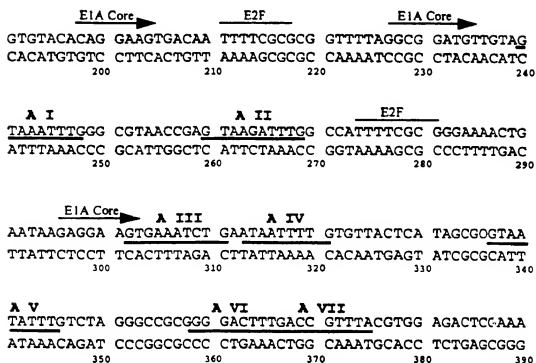 E1A Core E2F E1A Core
GTGTACACAG GAAGTGACAA TTTTCGCGCG GTTTTAGGCG GATGTTGTAG
CACATGTGTC CTTCACTGTT AAAAGCGCGC CAAAATCCGC CTACAACATC
200 210 220 230 240
A I A II E2F
TAAATTTGGG CGTAACCGAG TAAGATTTGG CCATTTTCGC GGGAAAACTG
ATTTAAACCC GCATTGGCTC ATTCTAAACC GGTAAAAGCG CCCTTTTGAC
250 260 270 280 290
E1A Core A III A IV
AATAAGAGGA AGTGAAATCT GAATAATTTT GTGTTACTCA TAGCGCGTAA
TTATTCTCCT TCACTTTAGA CTTATTAAAA CACAATGAGT ATCGCGCATT
300 310 320 330 340
A V A VI A VII
TATTTGTCTA GGGCCGCGGG GACTTTGACC GTTTACGTGG
ATAAACAGAT CCCGGCGCCC CTGAAACTGG CAAATGCACC TCTGAGCGGG
350 360 370 380 390